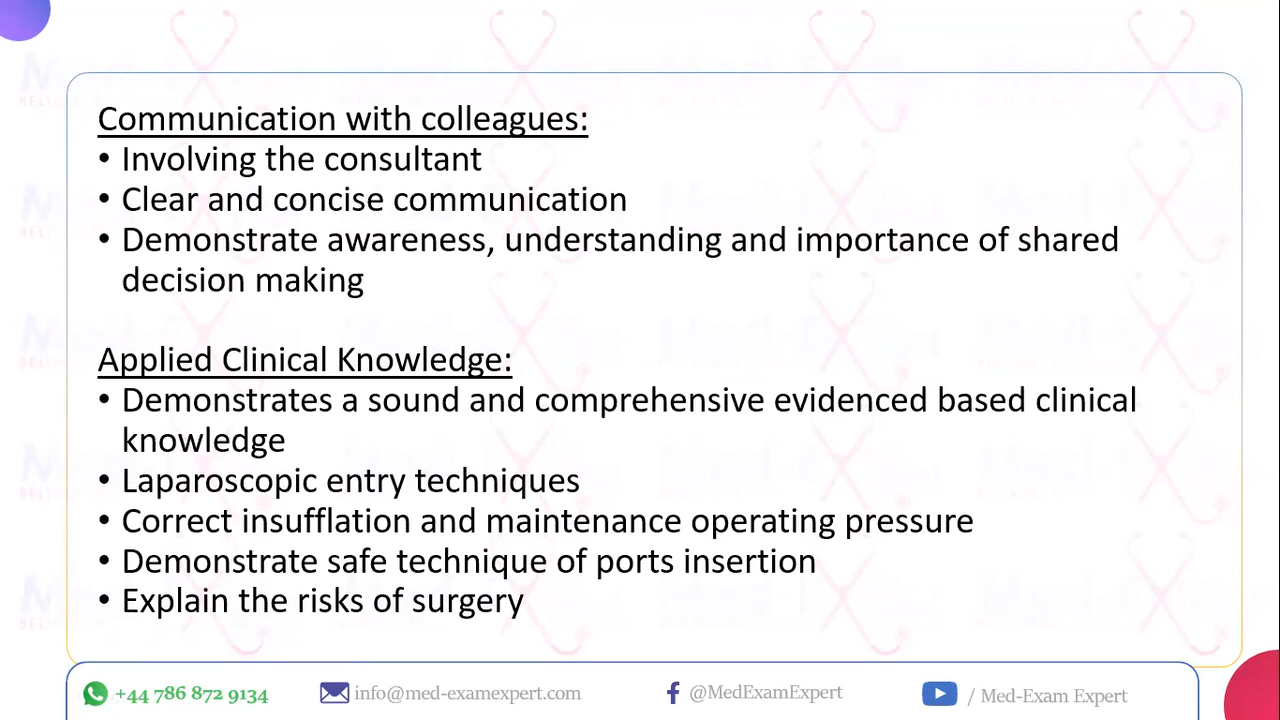 Communication with colleagues:
• Involving the consultant
• Clear and concise communication
• Demonstrate awareness, understanding and importance of shared
decision making
Applied Clinical Knowledge:
• Demonstrates a sound and comprehensive evidenced based clinical
knowledge
• Laparoscopic entry techniques
• Correct insufflation and maintenance operating pressure
• Demonstrate safe technique of ports insertion
• Explain the risks of surgery
+44 786 872 9134 info@med-examexpert.com @MedExamExpert / Med-Exam Expert